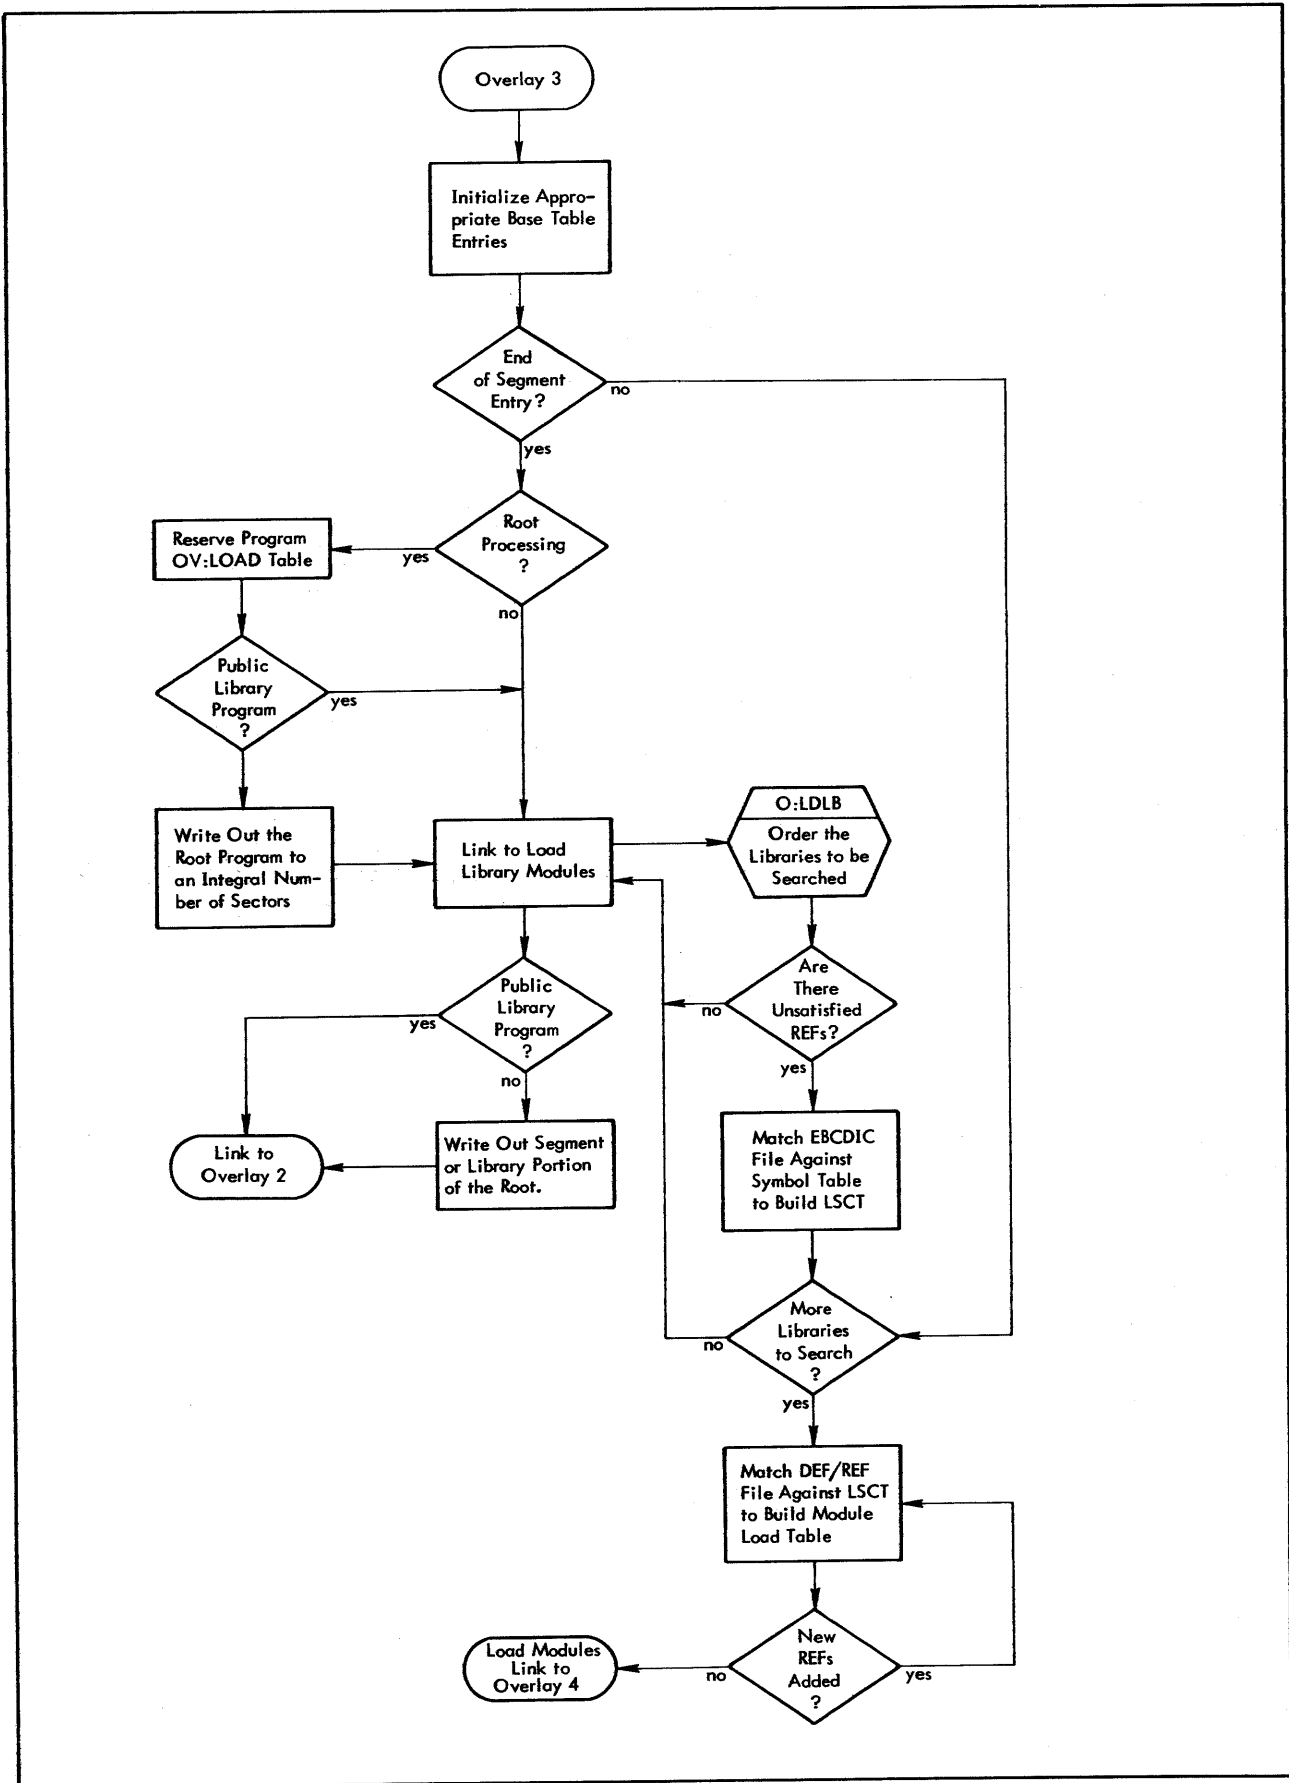 Overlay 3
Initialize Appro-
priate Base Table
Entries
End
of Segment
Entry?
no
yes
Root
Processing
?
yes
no
Reserve Program
OV:LOAD Table
Public
Library
Program
?
yes
Write Out the
Root Program to
an Integral Num-
ber of Sectors
Link to Load
Library Modules
O:LDLB
Order the
Libraries to be
Searched
Are
There
Unsatisfied
REFs?
no
yes
Public
Library
Program
?
yes
no
Link to
Overlay 2
Write Out Segment
or Library Portion
of the Root.
Match EBCDIC
File Against
Symbol Table
to Build LSCT
More
Libraries
to Search
?
no
yes
Match DEF/REF
File Against LSCT
to Build Module
Load Table
New
REFs
Added
?
no
yes
Load Modules
Link to
Overlay 4